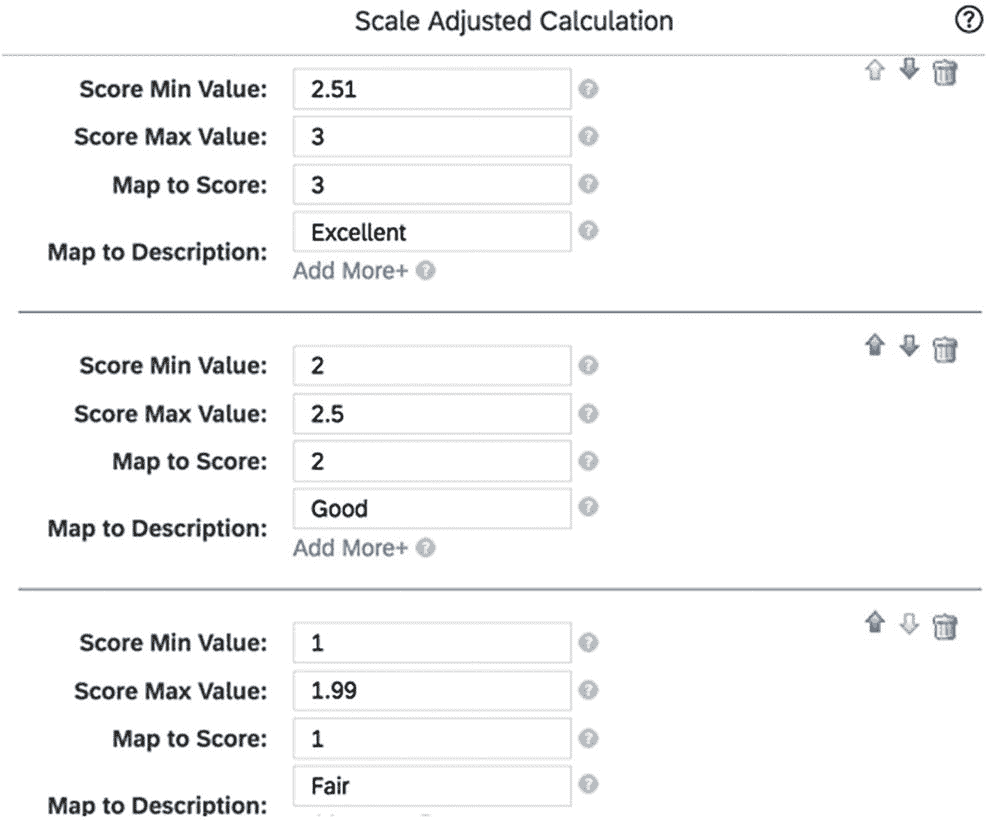 Scale Adjusted Calculation ?
Score Min Value: 2.51 ?
Score Max Value: 3 ?
Map to Score: 3 ?
Excellent ?
Map to Description:
Add More+ ?
Score Min Value: 2 ?
Score Max Value: 2.5 ?
Map to Score: 2 ?
Good ?
Map to Description:
Add More+ ?
Score Min Value: 1 ?
Score Max Value: 1.99 ?
Map to Score: 1 ?
Fair ?
Map to Description: